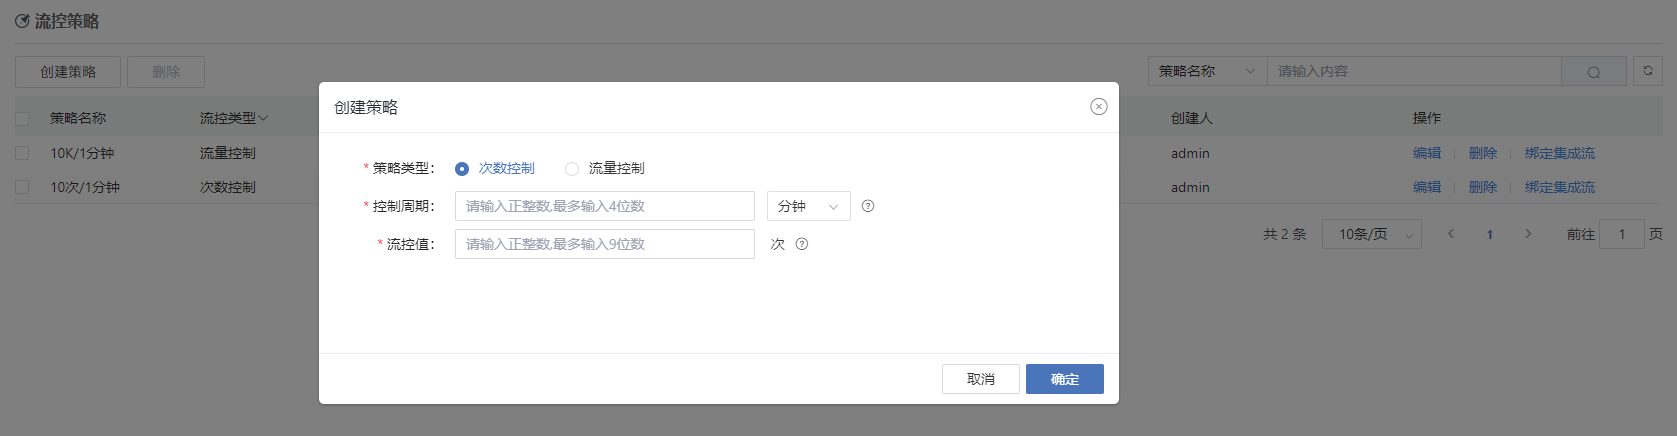 流控策略
创建策略 删除 策略名称 请输入内容
策略名称 流控类型 创建人 操作
10K/1分钟 流量控制 admin 编辑 删除 绑定集成流
10次/1分钟 次数控制 admin 编辑 删除 绑定集成流
共 2 条 10条/页 1 前往 1 页
创建策略
* 策略类型: 次数控制 流量控制
* 控制周期: 请输入正整数,最多输入4位数 分钟
* 流控值: 请输入正整数,最多输入9位数 次
取消 确定